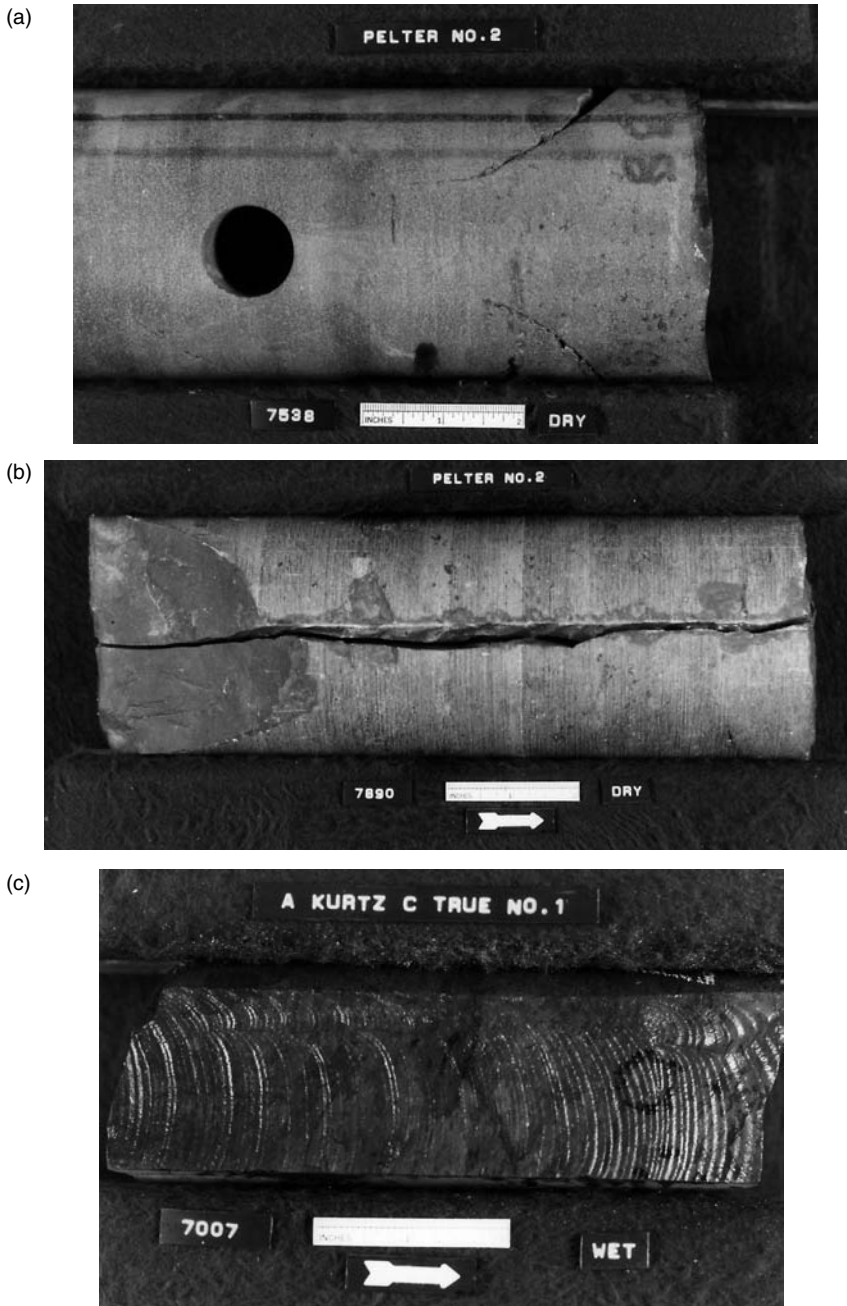 (a)
PELTER NO.2
7538
INCHES 1 2
DRY
(b)
PELTER NO.2
7890
INCHES 1
DRY
(c)
A KURTZ C TRUE NO.1
7007
INCHES
WET